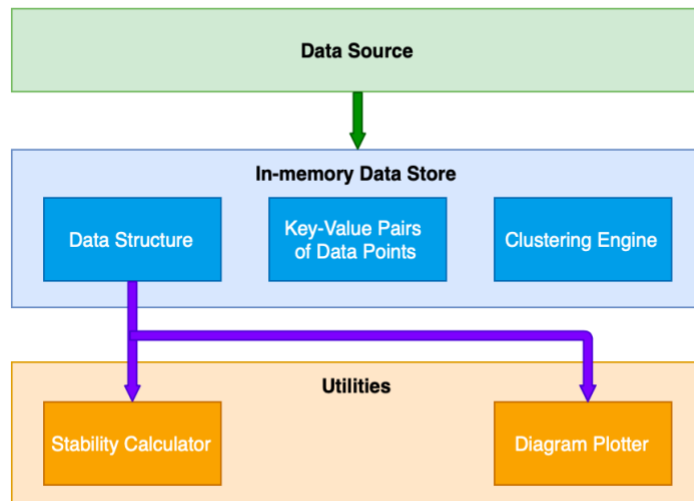 Data Source
In-memory Data Store
Data Structure
Key-Value Pairs
of Data Points
Clustering Engine
Utilities
Stability Calculator
Diagram Plotter